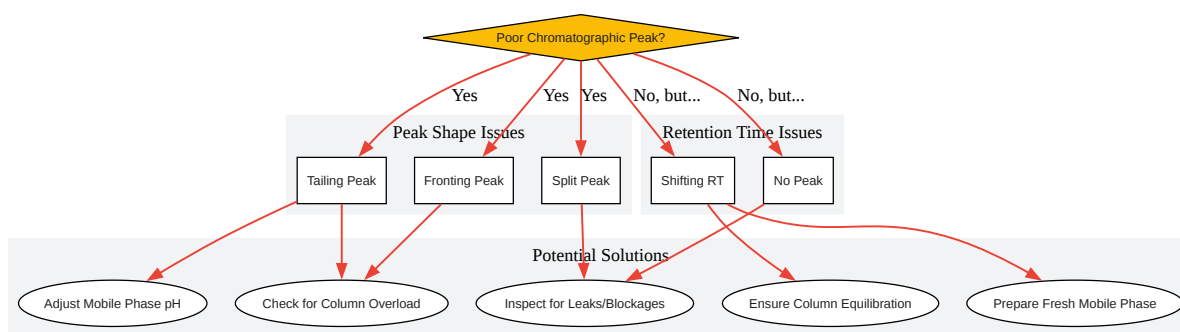 Poor Chromatographic Peak?
Yes
Yes
Yes
No, but...
No, but...
Peak Shape Issues
Retention Time Issues
Tailing Peak
Fronting Peak
Split Peak
Shifting RT
No Peak
Potential Solutions
Adjust Mobile Phase pH
Check for Column Overload
Inspect for Leaks/Blockages
Ensure Column Equilibration
Prepare Fresh Mobile Phase